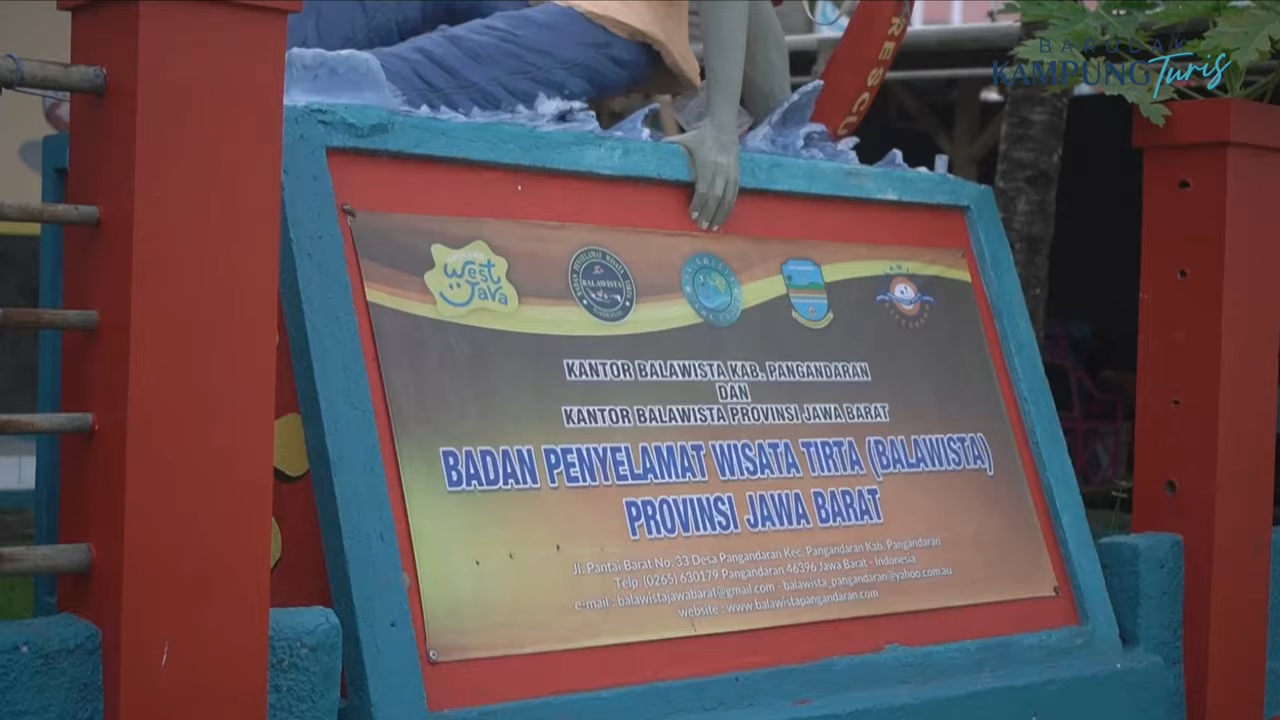 RESCU
KAMPUNG Turis
West
Java
BALAWISTA
KANTOR BALAWISTA KAB. PANGANDARAN
DAN
KANTOR BALAWISTA PROVINSI JAWA BARAT
BADAN PENYELAMAT WISATA TIRTA (BALAWISTA)
PROVINSI JAWA BARAT
Jl. Pantai Barat No. 33 Desa Pangandaran Kec. Pangandaran Kab. Pangandaran
Telp. (0265) 630179 Pangandaran 46396 Jawa Barat - Indonesia
e-mail : balawistajawabarat@gmail.com - balawista_pangandaran@yahoo.com.au
website : www.balawistapangandaran.com